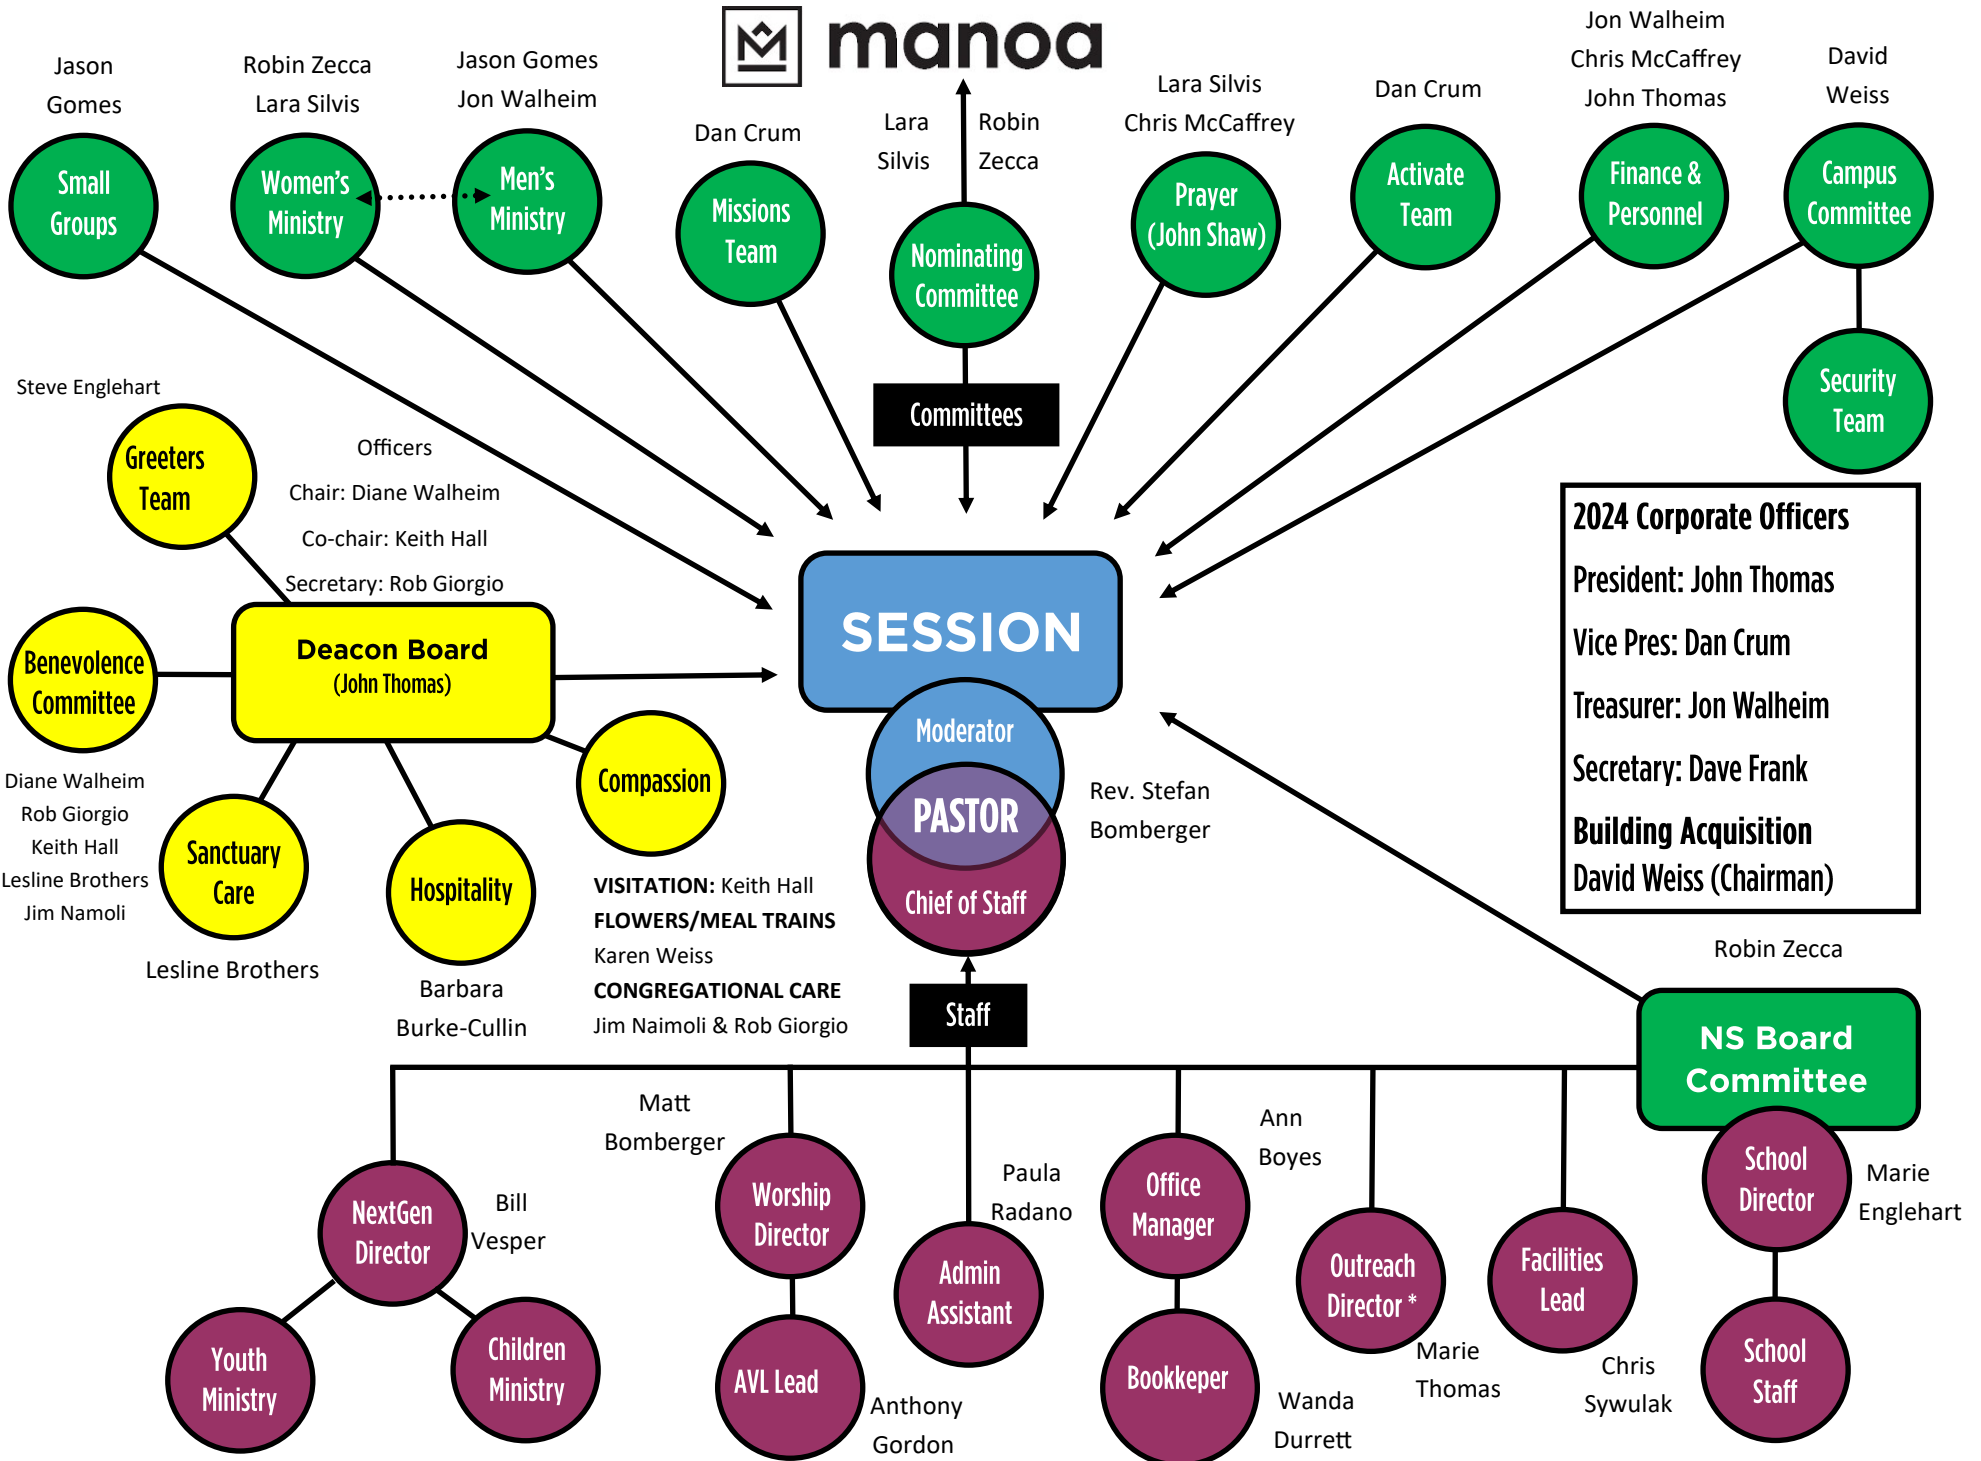 manoa
Jason
Gomes
Small
Groups
Robin Zecca
Lara Silvis
Women's
Ministry
Jason Gomes
Jon Walheim
Men's
Ministry
Dan Crum
Missions
Team
Lara
Silvis
Robin
Zecca
Nominating
Committee
Lara Silvis
Chris McCaffrey
Prayer
(John Shaw)
Dan Crum
Activate
Team
Jon Walheim
Chris McCaffrey
John Thomas
Finance &
Personnel
David
Weiss
Campus
Committee
Security
Team
Committees
Steve Englehart
Greeters
Team
Officers
Chair: Diane Walheim
Co-chair: Keith Hall
Secretary: Rob Giorgio
Deacon Board
(John Thomas)
Benevolence
Committee
Diane Walheim
Rob Giorgio
Keith Hall
Lesline Brothers
Jim Namoli
Sanctuary
Care
Lesline Brothers
Hospitality
Barbara
Burke-Cullin
Compassion
VISITATION: Keith Hall
FLOWERS/MEAL TRAINS
Karen Weiss
CONGREGATIONAL CARE
Jim Naimoli & Rob Giorgio
SESSION
Moderator
PASTOR
Chief of Staff
Rev. Stefan
Bomberger
2024 Corporate Officers
President: John Thomas
Vice Pres: Dan Crum
Treasurer: Jon Walheim
Secretary: Dave Frank
Building Acquisition
David Weiss (Chairman)
Staff
Robin Zecca
NS Board
Committee
School
Director
Marie
Englehart
School
Staff
NextGen
Director
Bill
Vesper
Youth
Ministry
Children
Ministry
Matt
Bomberger
Worship
Director
AVL Lead
Anthony
Gordon
Paula
Radano
Admin
Assistant
Ann
Boyes
Office
Manager
Bookkeper
Wanda
Durrett
Outreach
Director *
Marie
Thomas
Facilities
Lead
Chris
Sywulak